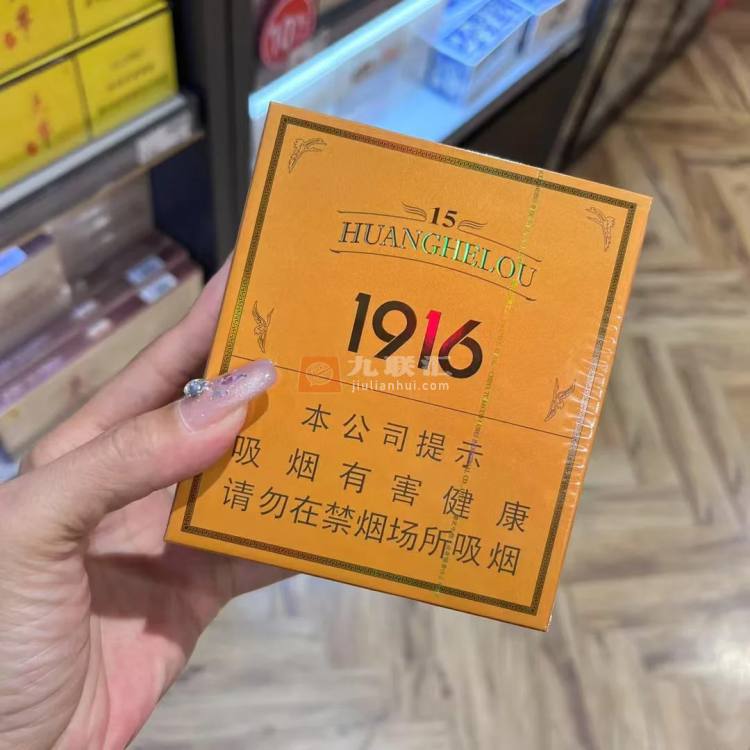 15
HUANGHELOU
1916
九联汇
jiulianhui.com
本公司提示
吸烟有害健康
请勿在禁烟场所吸烟